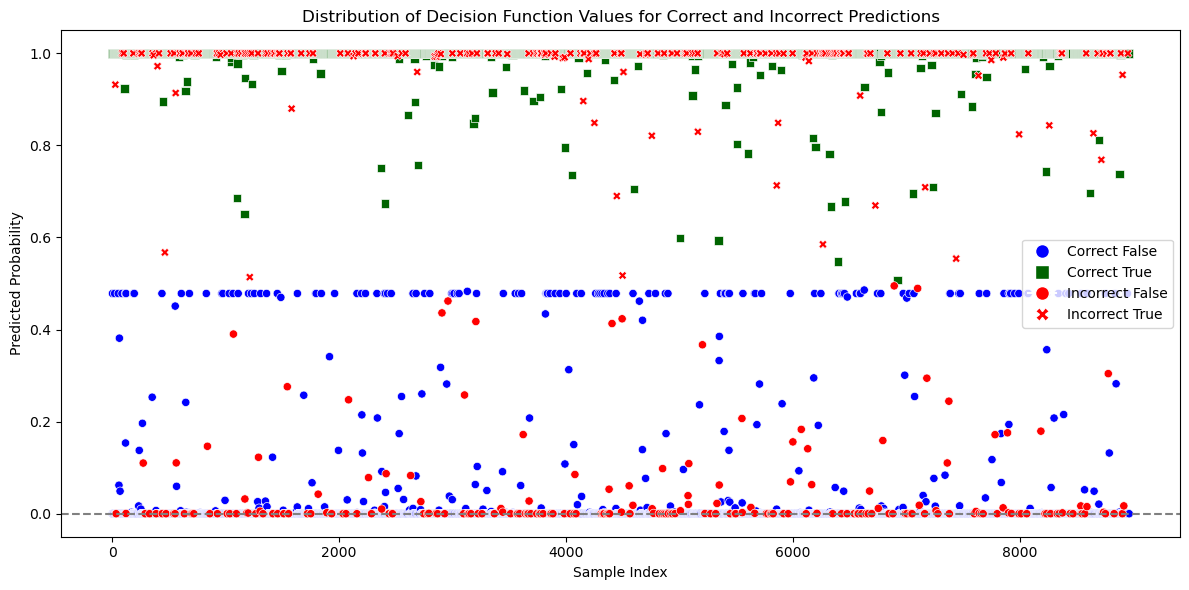 Distribution of Decision Function Values for Correct and Incorrect Predictions
Predicted Probability
1.0
0.8
0.6
0.4
0.2
0.0
Correct False
Correct True
Incorrect False
Incorrect True
0
2000
4000
6000
8000
Sample Index